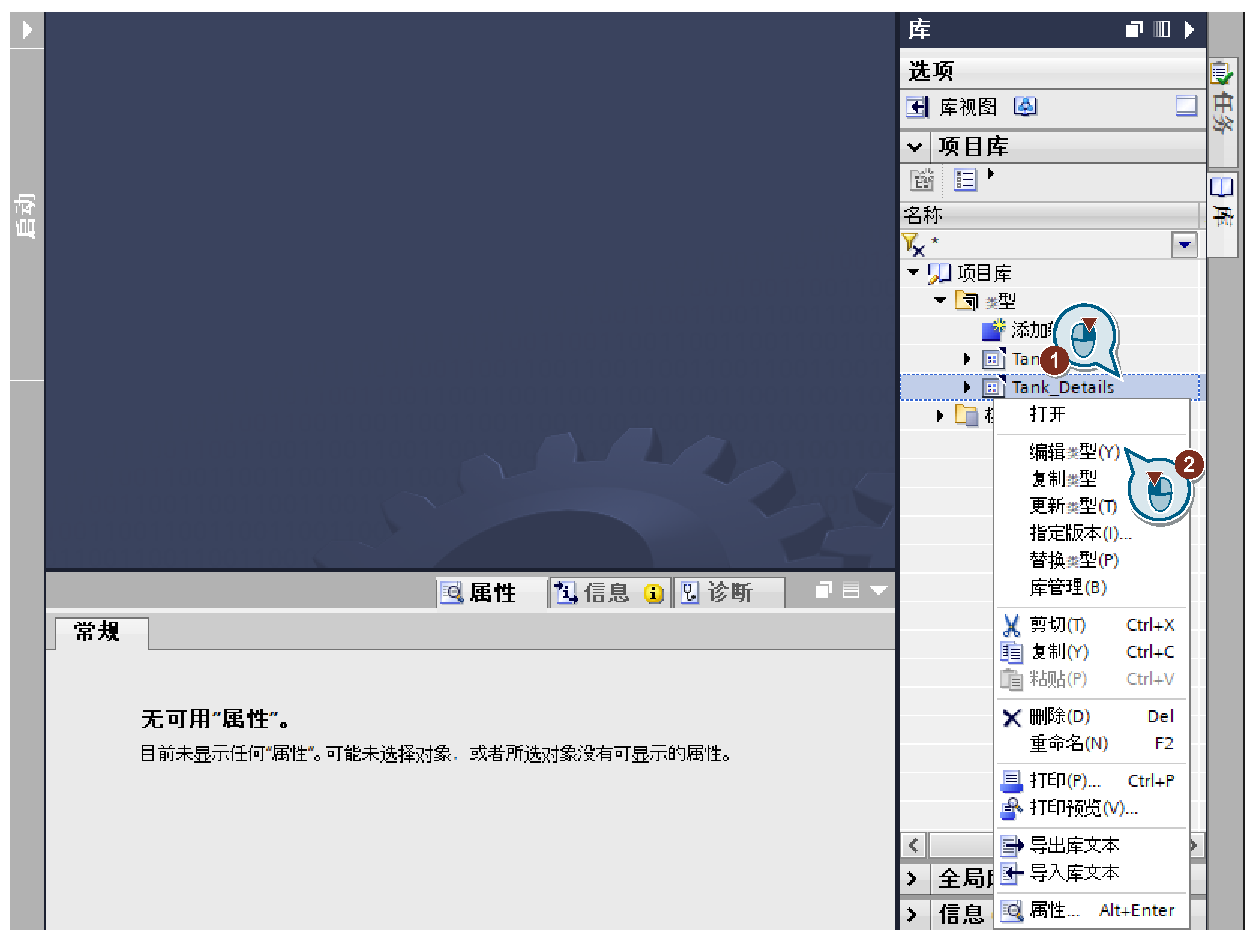 启动
库
选项
库视图
项目库
名称
*
项目库
类型
添加
1
Tan
Tank_Details
打开
编辑类型(Y)
2
复制类型
更新类型(T)
指定版本(I)...
替换类型(P)
库管理(B)
剪切(T) Ctrl+X
复制(Y) Ctrl+C
粘贴(P) Ctrl+V
删除(D) Del
重命名(N) F2
打印(P)... Ctrl+P
打印预览(V)...
导出库文本
导入库文本
属性... Alt+Enter
全局
信息
任务
库
属性 信息 诊断
常规
无可用"属性"。
目前未显示任何"属性"。可能未选择对象，或者所选对象没有可显示的属性。